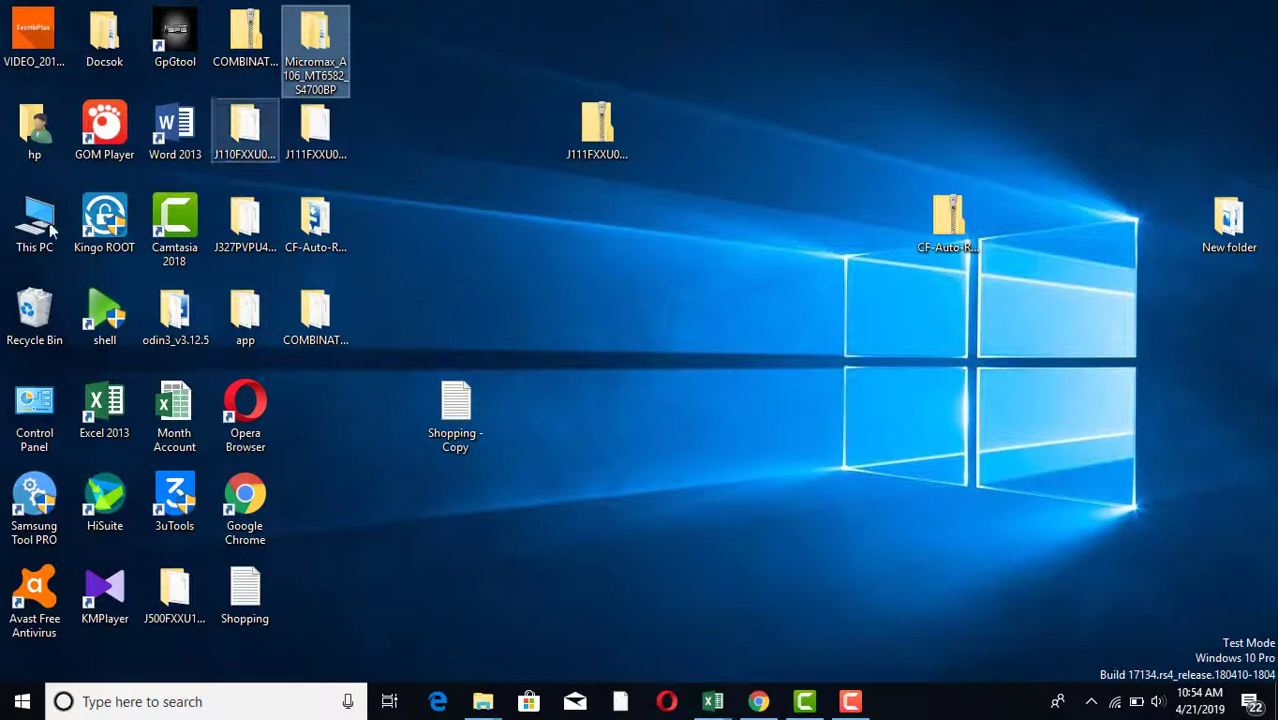 TecHbPlus
VIDEO_201...
Docsok
GpGtool
COMBINAT...
Micromax_A
106_MT6582_
S4700BP
hp
GOM Player
Word 2013
J110FXXU0...
J111FXXU0...
J111FXXU0...
This PC
Kingo ROOT
Camtasia
2018
J327PVPU4...
CF-Auto-R...
CF-Auto-R...
New folder
Recycle Bin
shell
odin3_v3.12.5
app
COMBINAT...
Control
Panel
Excel 2013
Month
Account
Opera
Browser
Shopping -
Copy
Samsung
Tool PRO
HiSuite
3uTools
Google
Chrome
Avast Free
Antivirus
KMPlayer
J500FXXU1...
Shopping
Test Mode
Windows 10 Pro
Build 17134.rs4_release.180410-1804
Type here to search
10:54 AM
4/21/2019
22